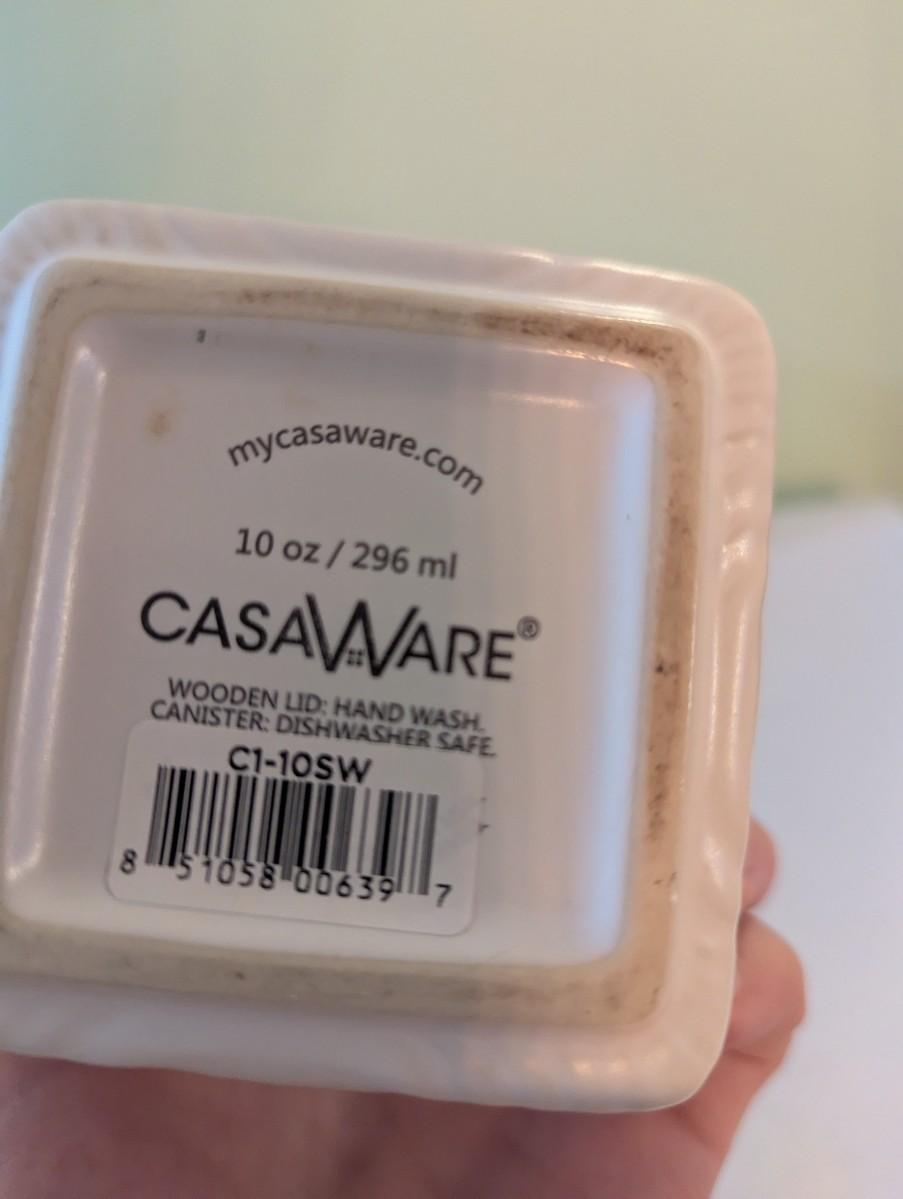 mycasaware.com
10 oz / 296 ml
CASAWARE®
WOODEN LID: HAND WASH.
CANISTER: DISHWASHER SAFE.
C1-10SW
8 51058 00639 7